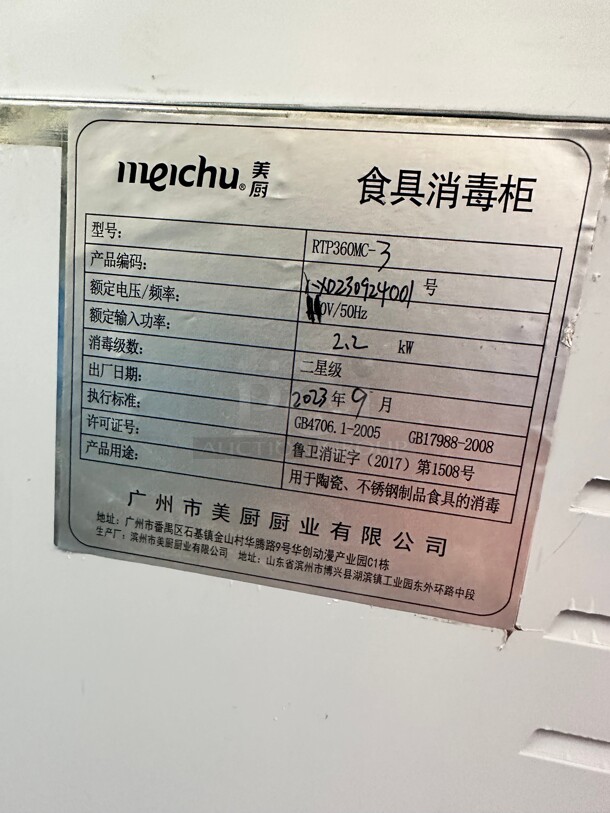 meichu® 美厨
食具消毒柜
型号: RTP360MC-3
产品编码: YXD230924001 号
额定电压/频率: 110V/50Hz
额定输入功率: 2.2 kW
消毒级数: 二星级
出厂日期: 2023 年 9 月
执行标准: GB4706.1-2005 GB17988-2008
许可证号: 鲁卫消证字 (2017) 第1508号
产品用途: 用于陶瓷、不锈钢制品食具的消毒
广州市美厨厨业有限公司
地址: 广州市番禺区石基镇金山村华腾路9号华创动漫产业园C1栋
生产厂: 滨州市美厨厨业有限公司 地址: 山东省滨州市博兴县湖滨镇工业园东外环路中段